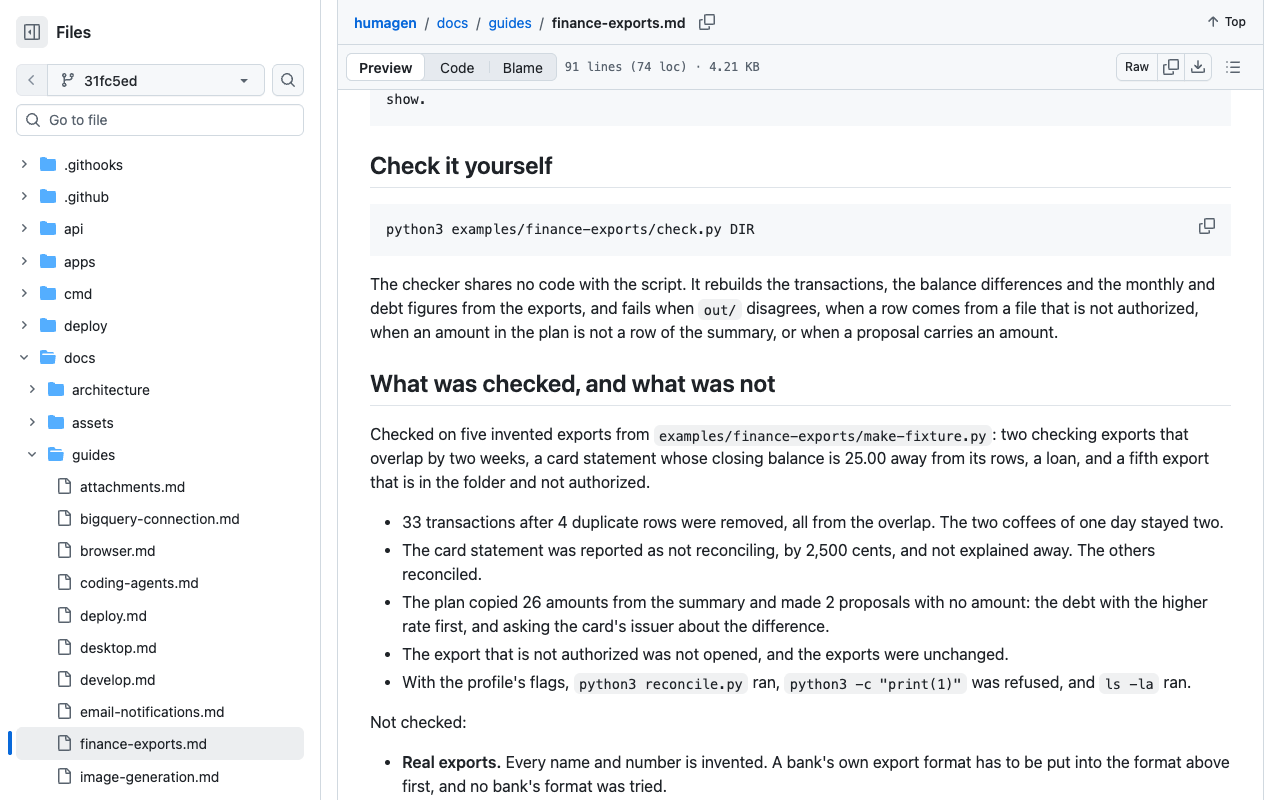 Files
31fc5ed
Go to file
.githooks
.github
api
apps
cmd
deploy
docs
architecture
assets
guides
attachments.md
bigquery-connection.md
browser.md
coding-agents.md
deploy.md
desktop.md
develop.md
email-notifications.md
finance-exports.md
image-generation.md
humagen / docs / guides / finance-exports.md
Top
Preview Code Blame 91 lines (74 loc) · 4.21 KB
Raw
show.
Check it yourself
python3 examples/finance-exports/check.py DIR
The checker shares no code with the script. It rebuilds the transactions, the balance differences and the monthly and
debt figures from the exports, and fails when out/ disagrees, when a row comes from a file that is not authorized,
when an amount in the plan is not a row of the summary, or when a proposal carries an amount.
What was checked, and what was not
Checked on five invented exports from examples/finance-exports/make-fixture.py: two checking exports that
overlap by two weeks, a card statement whose closing balance is 25.00 away from its rows, a loan, and a fifth export
that is in the folder and not authorized.
• 33 transactions after 4 duplicate rows were removed, all from the overlap. The two coffees of one day stayed two.
• The card statement was reported as not reconciling, by 2,500 cents, and not explained away. The others
reconciled.
• The plan copied 26 amounts from the summary and made 2 proposals with no amount: the debt with the higher
rate first, and asking the card's issuer about the difference.
• The export that is not authorized was not opened, and the exports were unchanged.
• With the profile's flags, python3 reconcile.py ran, python3 -c "print(1)" was refused, and ls -la ran.
Not checked:
• Real exports. Every name and number is invented. A bank's own export format has to be put into the format above
first, and no bank's format was tried.